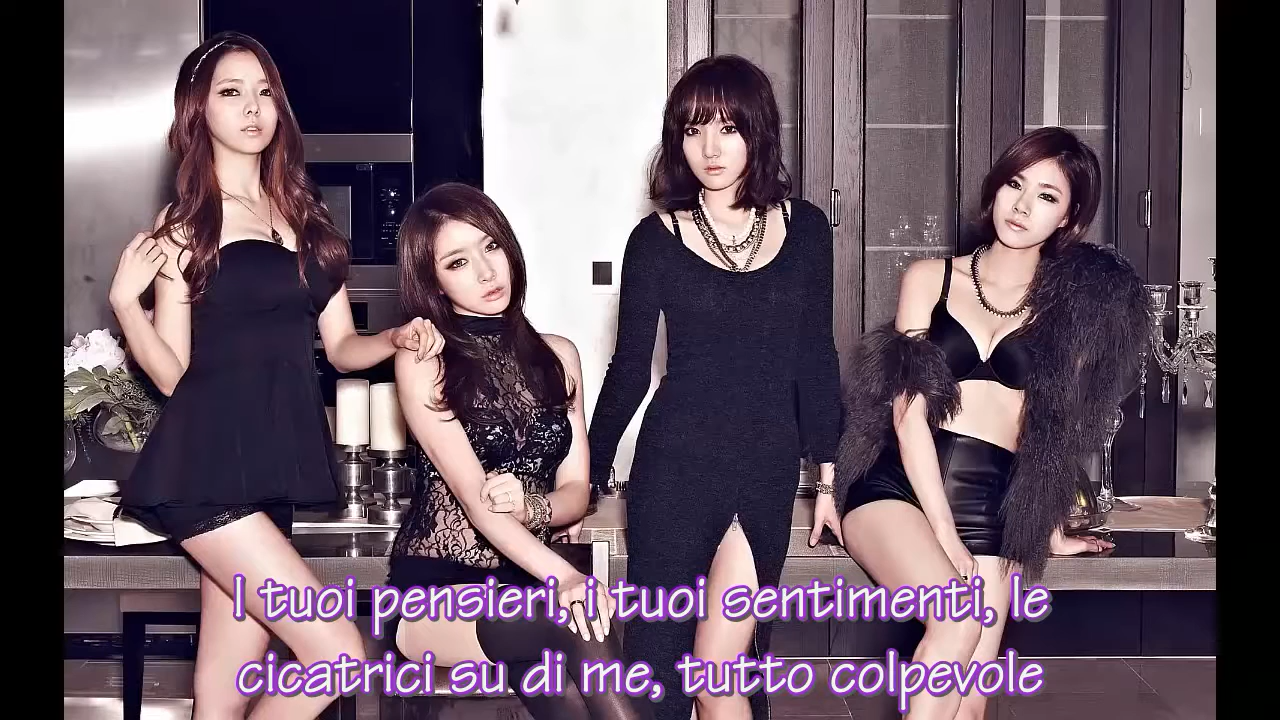 I tuoi pensieri, i tuoi sentimenti, le
cicatrici su di me, tutto colpevole